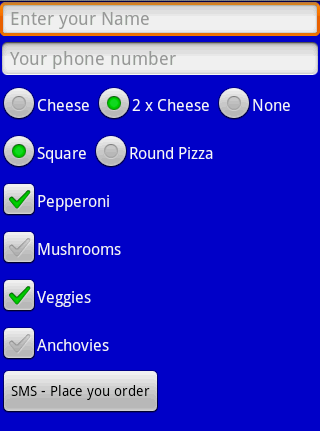 Enter your Name
Your phone number
Cheese 2 x Cheese None
Square Round Pizza
Pepperoni
Mushrooms
Veggies
Anchovies
SMS - Place you order